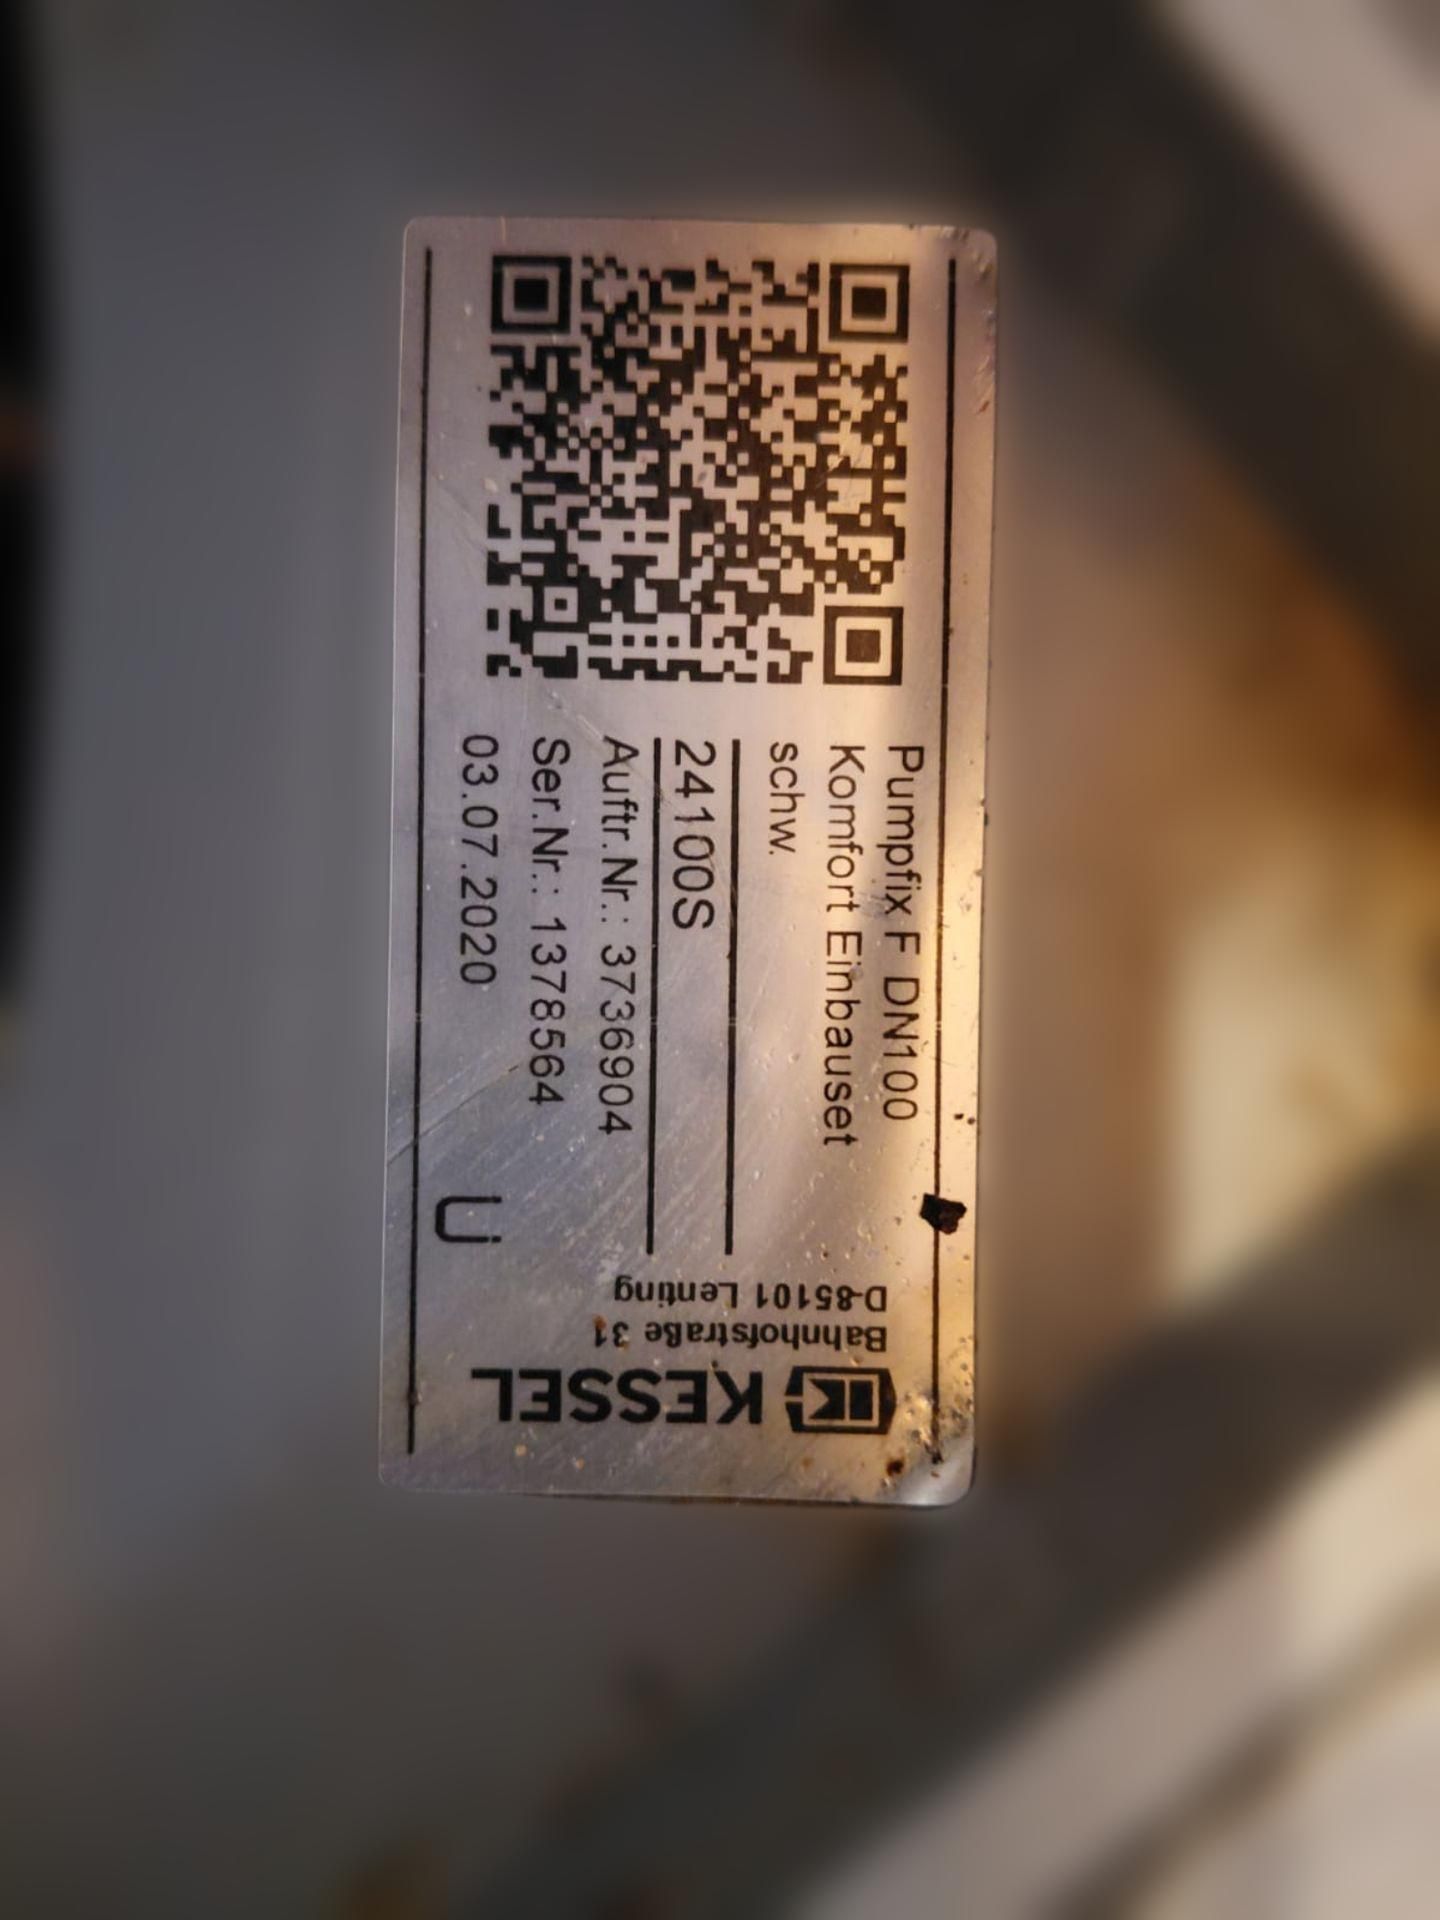 Pumpfix F DN100
Komfort Einbauset
schw.
24100S
Auftr.Nr.: 3736904
Ser.Nr.: 1378564
03.07.2020
Ü
KESSEL
Bahnhofstraße 31
D-85101 Lenting